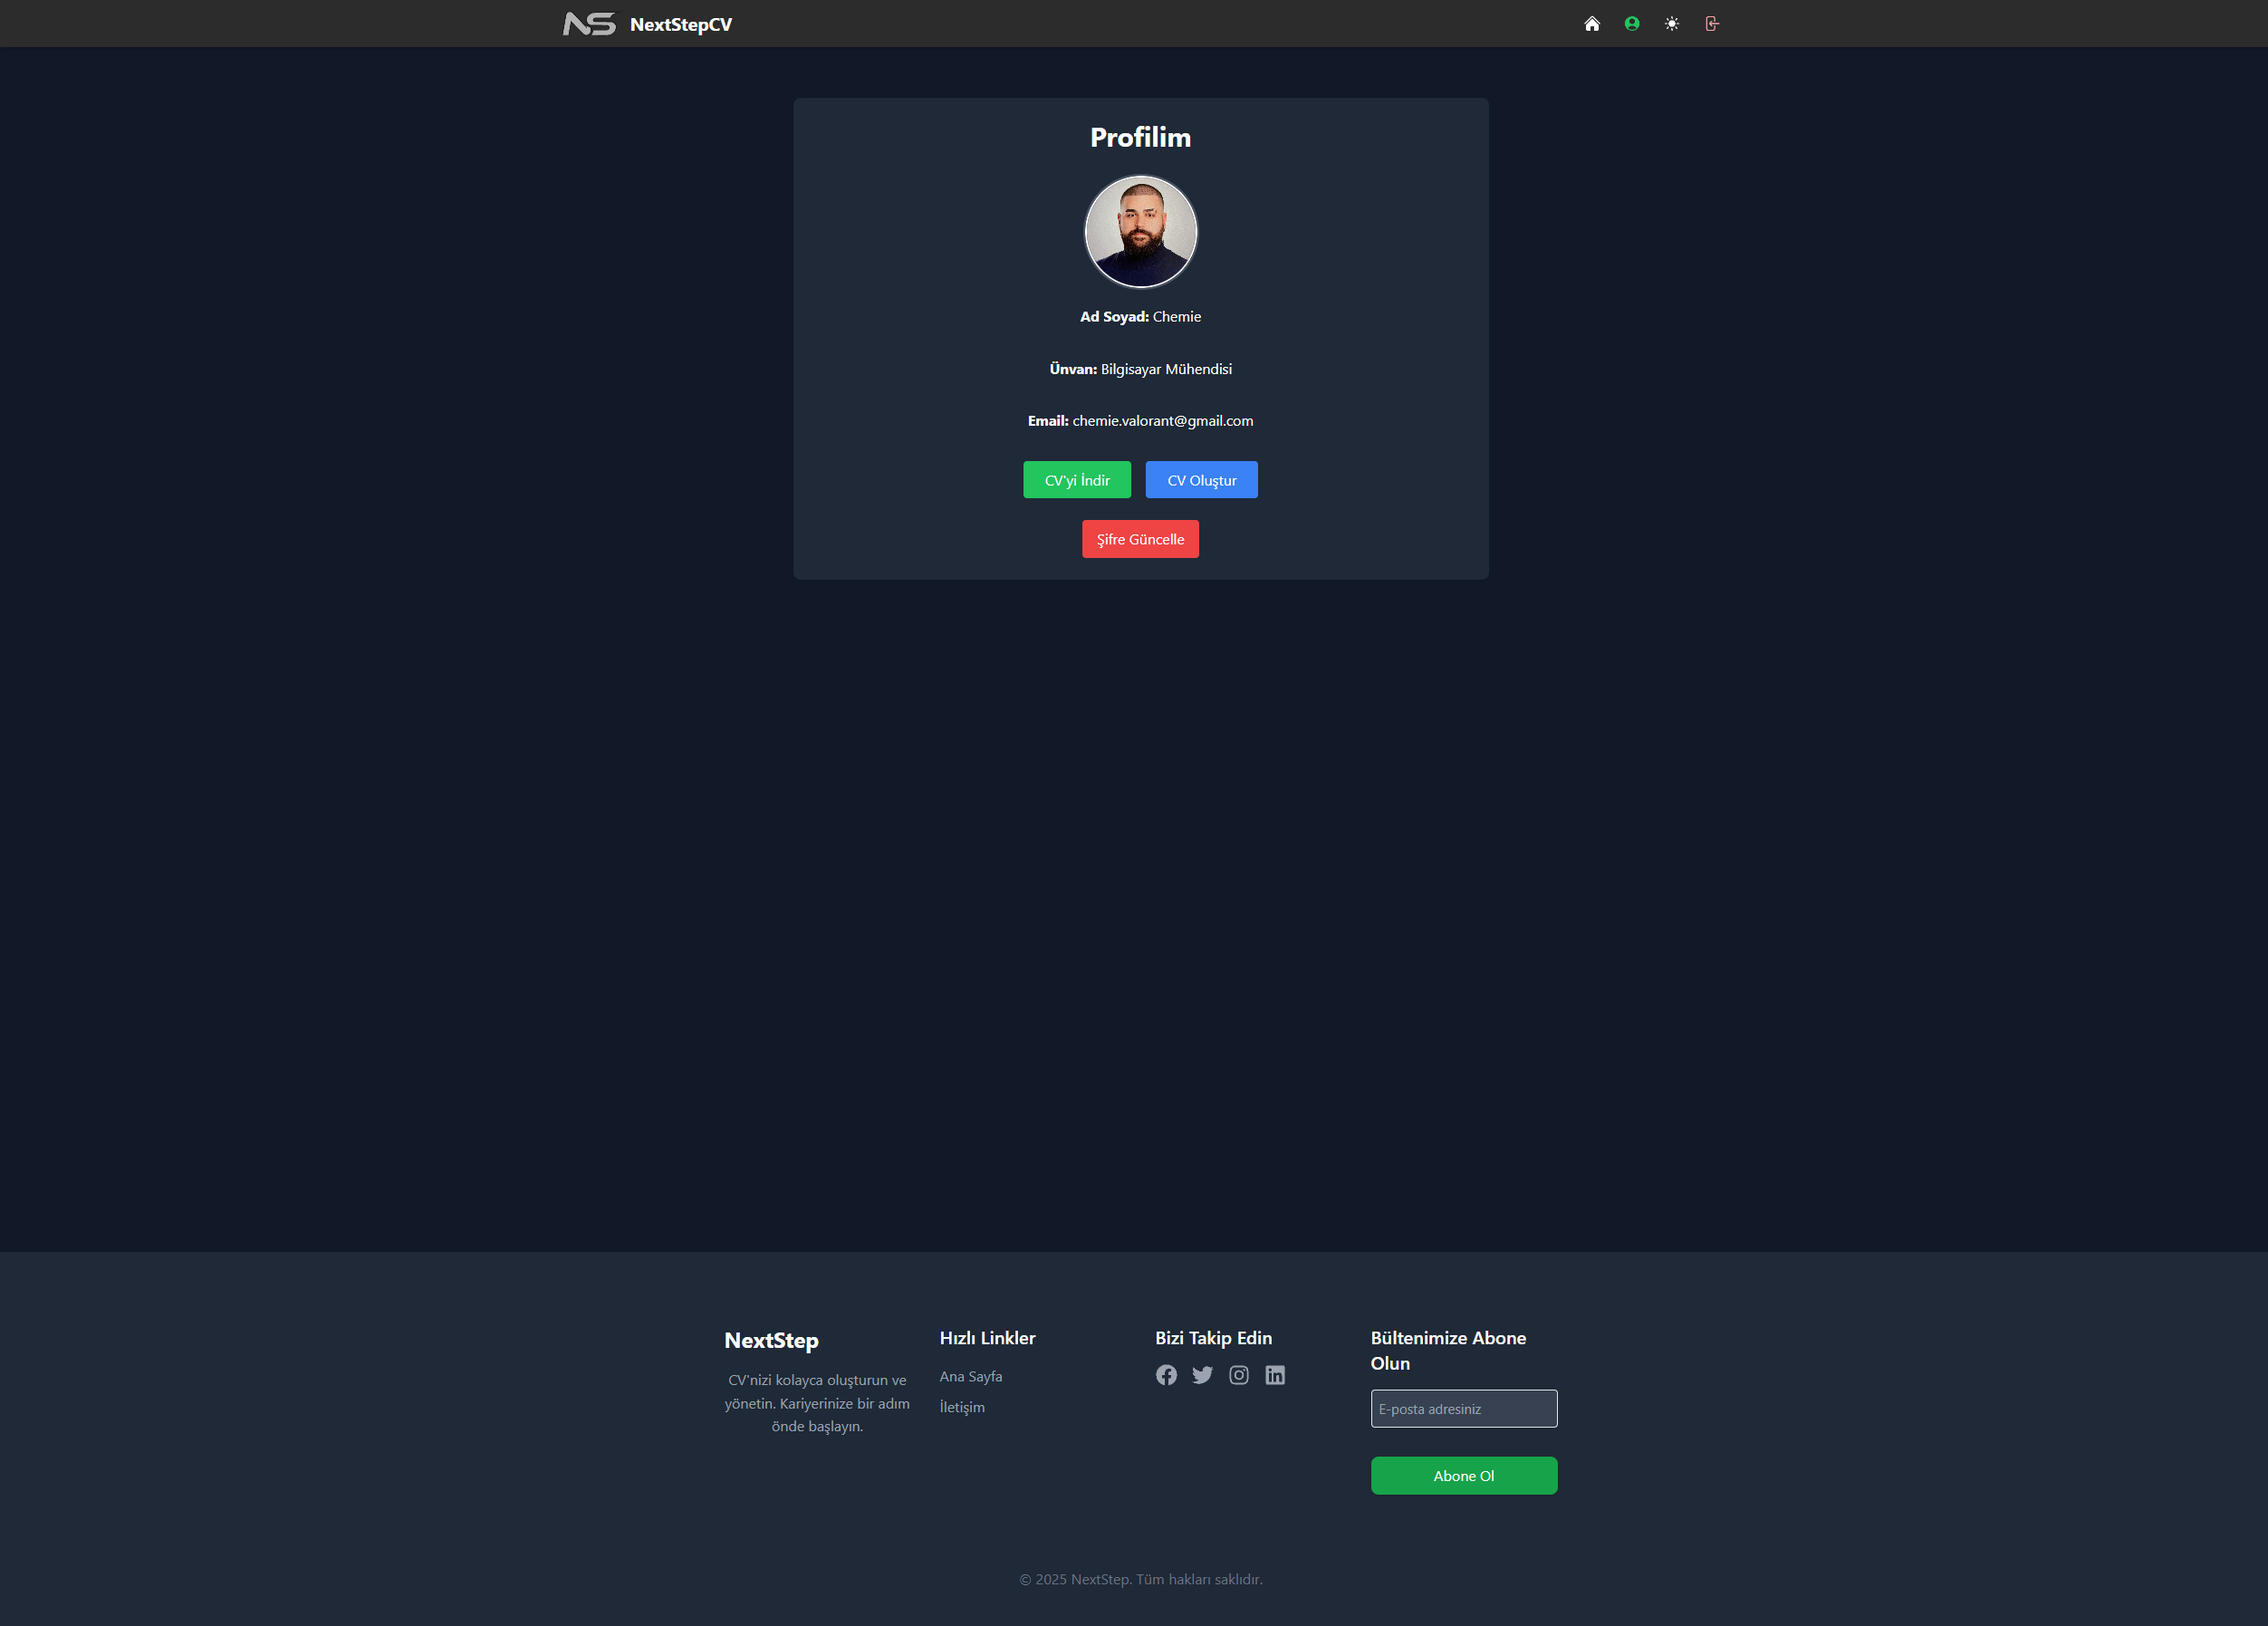 NS NextStepCV
Profilim
Ad Soyad: Chemie
Ünvan: Bilgisayar Mühendisi
Email: chemie.valorant@gmail.com
CV'yi İndir
CV Oluştur
Şifre Güncelle
NextStep
CV'nizi kolayca oluşturun ve
yönetin. Kariyerinize bir adım
önde başlayın.
Hızlı Linkler
Ana Sayfa
İletişim
Bizi Takip Edin
Bültenimize Abone
Olun
E-posta adresiniz
Abone Ol
© 2025 NextStep. Tüm hakları saklıdır.